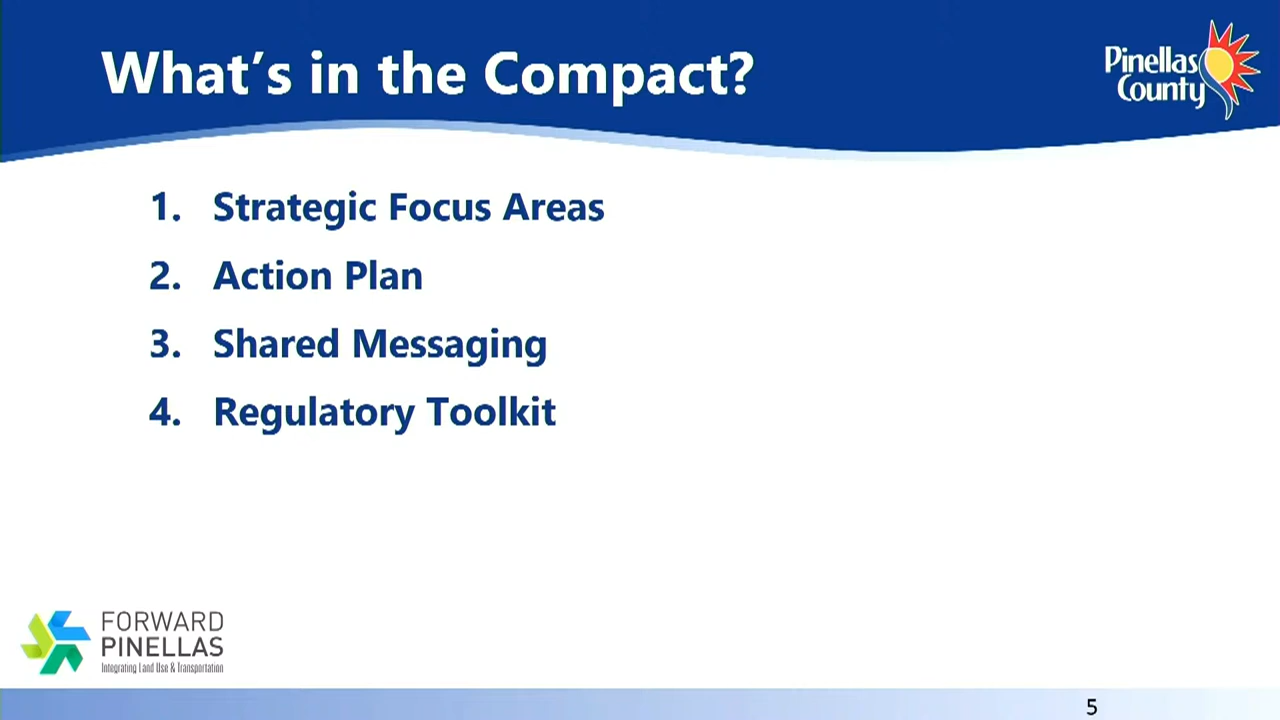 What's in the Compact?
Pinellas
County
1. Strategic Focus Areas
2. Action Plan
3. Shared Messaging
4. Regulatory Toolkit
FORWARD
PINELLAS
Integrating Land Use & Transportation
5